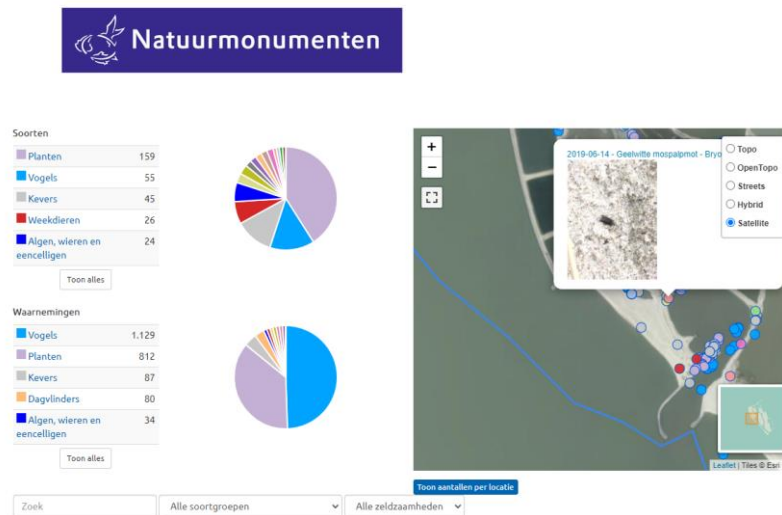 Natuurmonumenten
Soorten
Planten 159
Vogels 55
Kevers 45
Weekdieren 26
Algen, wieren en
eencelligen 24
Toon alles
Waarnemingen
Vogels 1.129
Planten 812
Kevers 87
Dagvlinders 80
Algen, wieren en
eencelligen 34
Toon alles
Zoek
Alle soortgroepen
Alle zeldzaamheden
+
−
2019-06-14 - Geelwitte mospalpmot - Bryo
Topo
OpenTopo
Streets
Hybrid
Satellite
Leaflet | Tiles © Esri
Toon aantallen per locatie